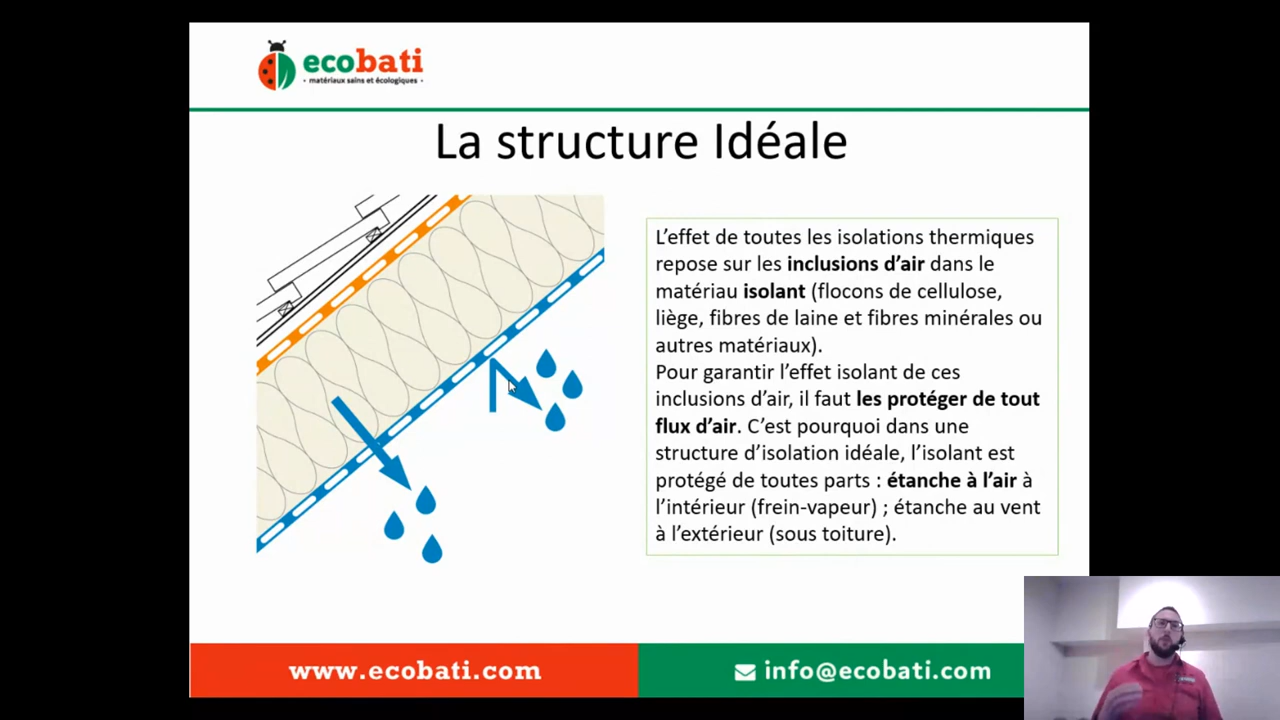 ecobati
• matériaux sains et écologiques •
La structure Idéale
L’effet de toutes les isolations thermiques
repose sur les inclusions d’air dans le
matériau isolant (flocons de cellulose,
liège, fibres de laine et fibres minérales ou
autres matériaux).
Pour garantir l’effet isolant de ces
inclusions d’air, il faut les protéger de tout
flux d’air. C’est pourquoi dans une
structure d’isolation idéale, l’isolant est
protégé de toutes parts : étanche à l’air à
l’intérieur (frein-vapeur) ; étanche au vent
à l’extérieur (sous toiture).
www.ecobati.com
info@ecobati.com